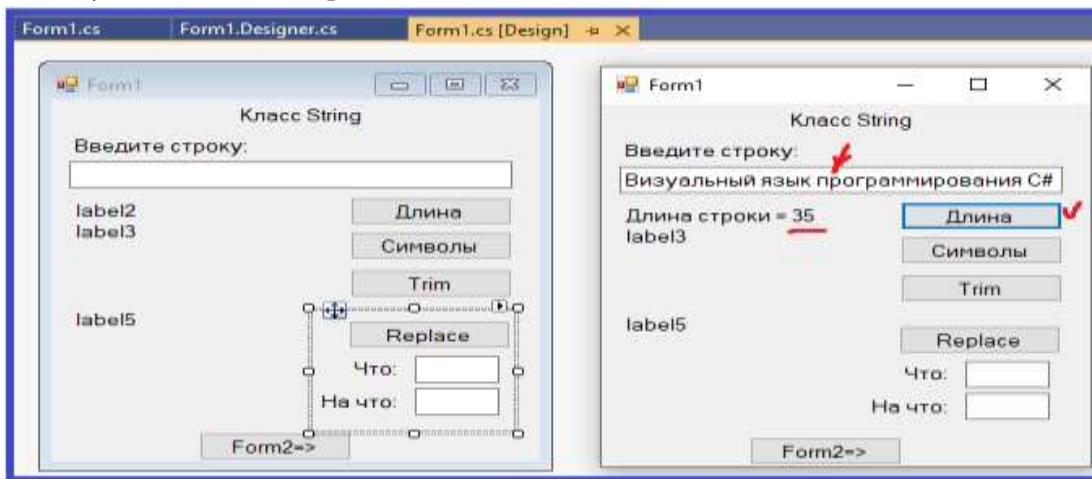 Form1.cs Form1.Designer.cs Form1.cs [Design]
Form1
Класс String
Введите строку:
label2
label3
Длина
Символы
Trim
label5
Replace
Что:
На что:
Form2=>
Form1
Класс String
Введите строку:
Визуальный язык программирования C#
Длина строки = 35
label3
Длина
Символы
Trim
label5
Replace
Что:
На что:
Form2=>